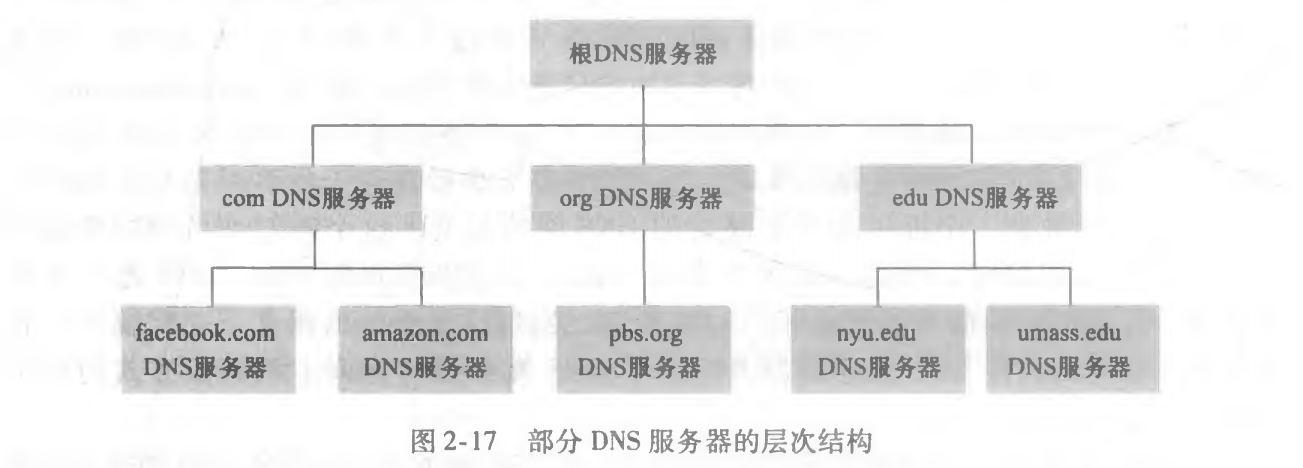 根DNS服务器
com DNS服务器
org DNS服务器
edu DNS服务器
facebook.com
DNS服务器
amazon.com
DNS服务器
pbs.org
DNS服务器
nyu.edu
DNS服务器
umass.edu
DNS服务器
图 2-17 部分 DNS 服务器的层次结构